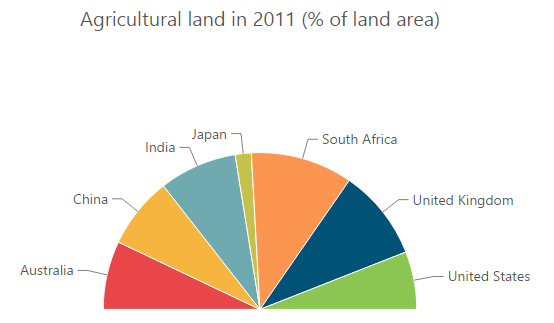 Agricultural land in 2011 (% of land area)
Japan
South Africa
India
China
United Kingdom
Australia
United States